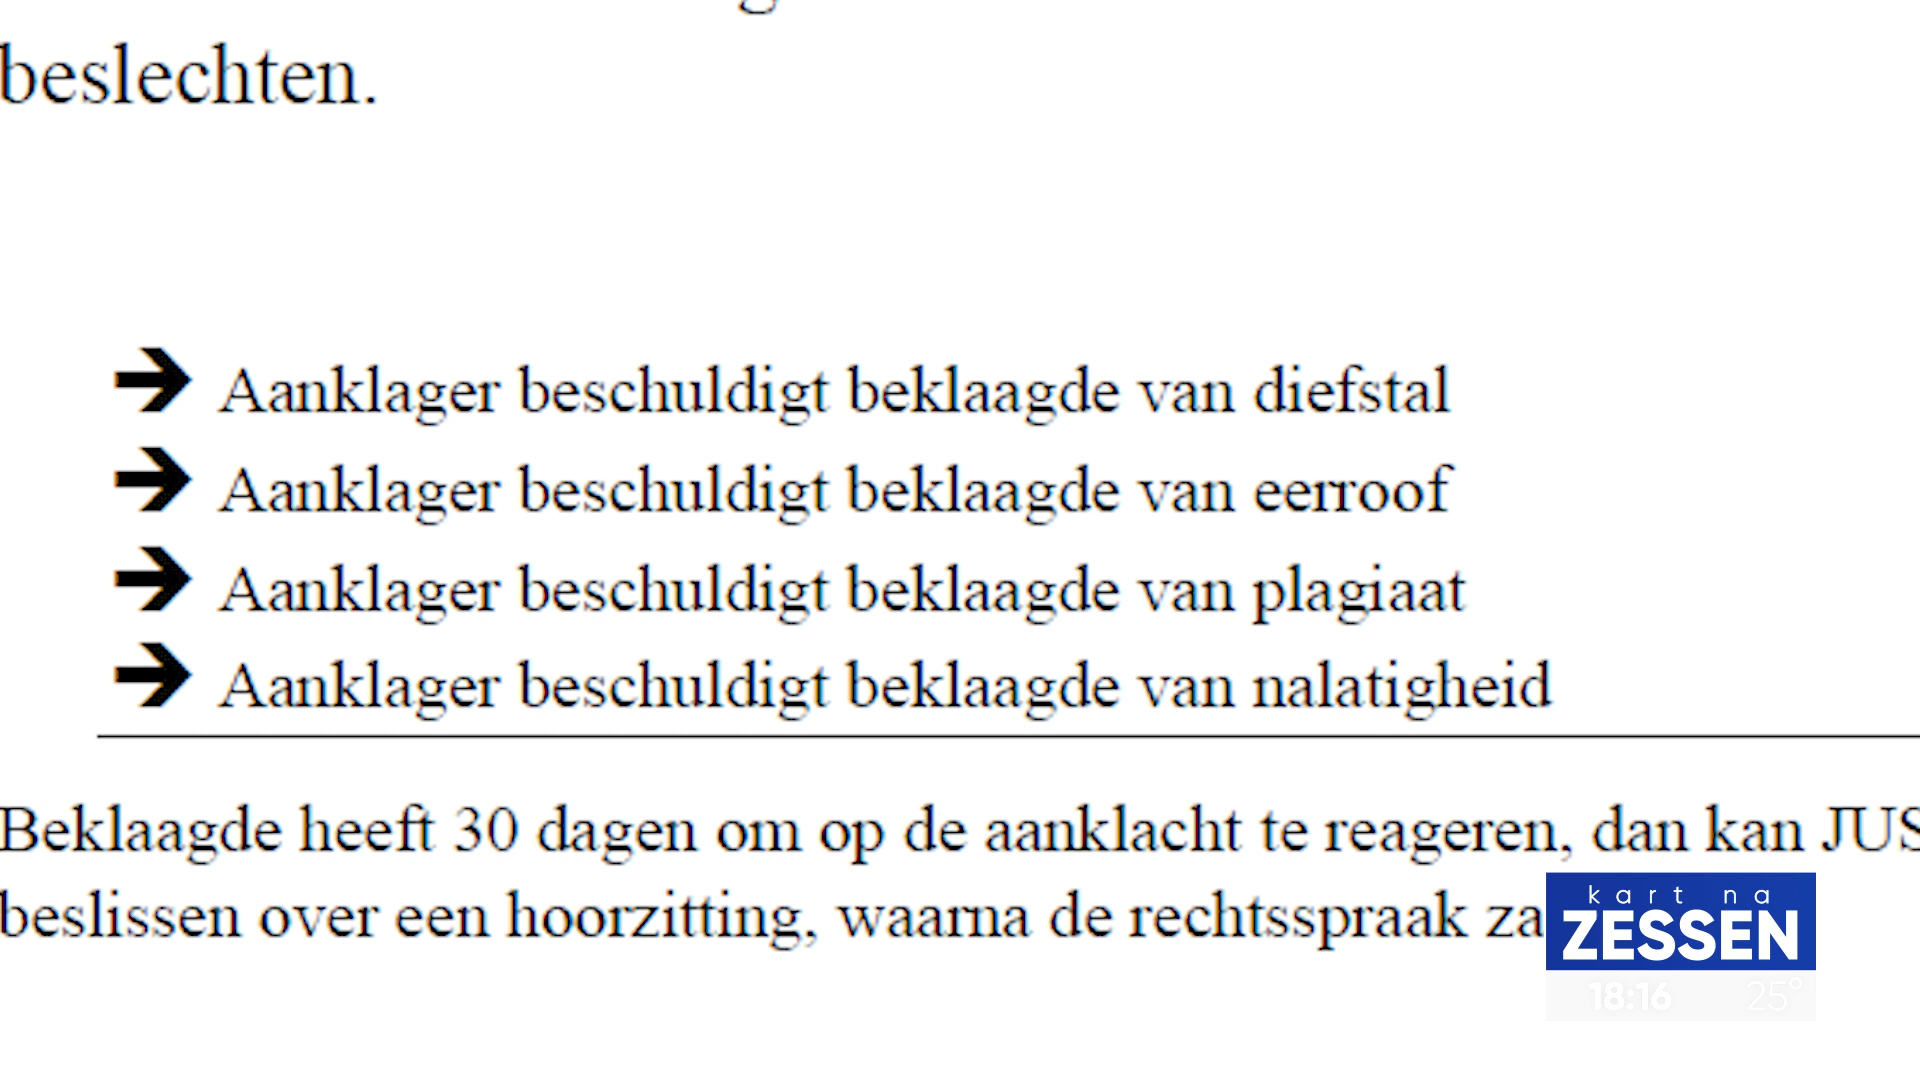 beslechten.
➔ Aanklager beschuldigt beklaagde van diefstal
➔ Aanklager beschuldigt beklaagde van eerroof
➔ Aanklager beschuldigt beklaagde van plagiaat
➔ Aanklager beschuldigt beklaagde van nalatigheid
Beklaagde heeft 30 dagen om op de aanklacht te reageren, dan kan JUS
beslissen over een hoorzitting, waarna de rechtsspraak za
kart na
ZESSEN
18:16 25°